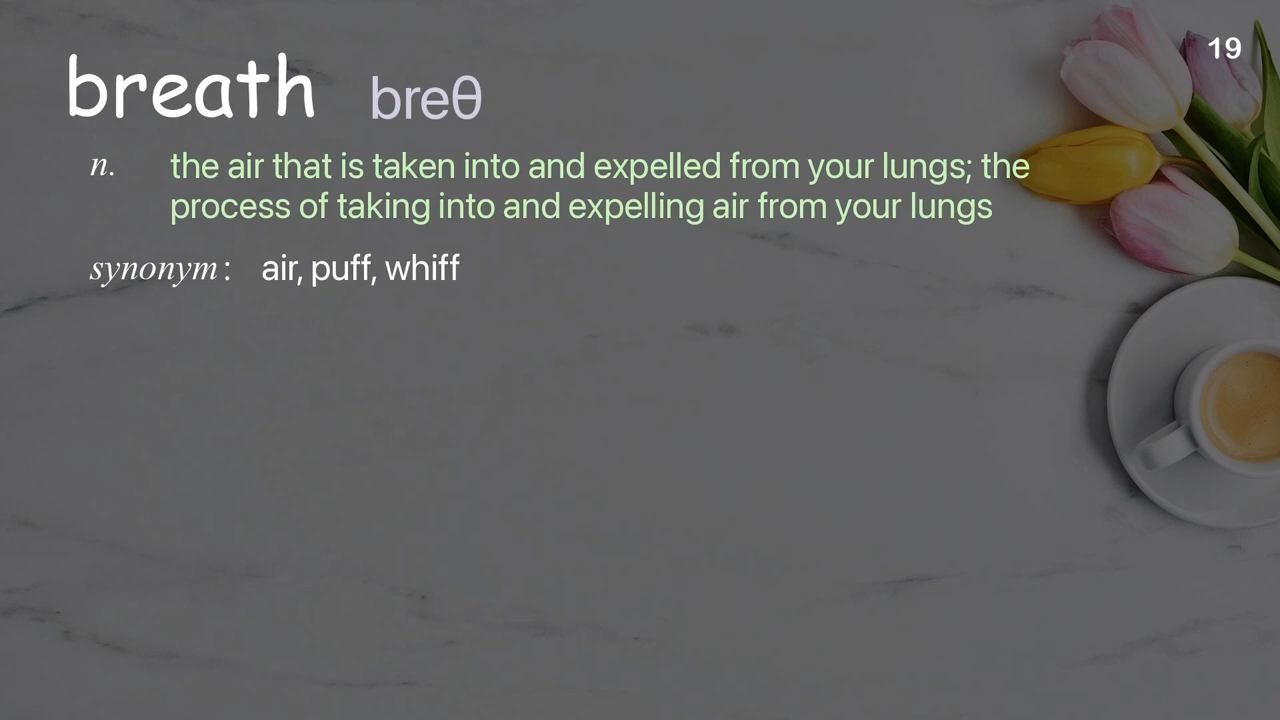 19
breath breθ
n. the air that is taken into and expelled from your lungs; the
process of taking into and expelling air from your lungs
synonym: air, puff, whiff